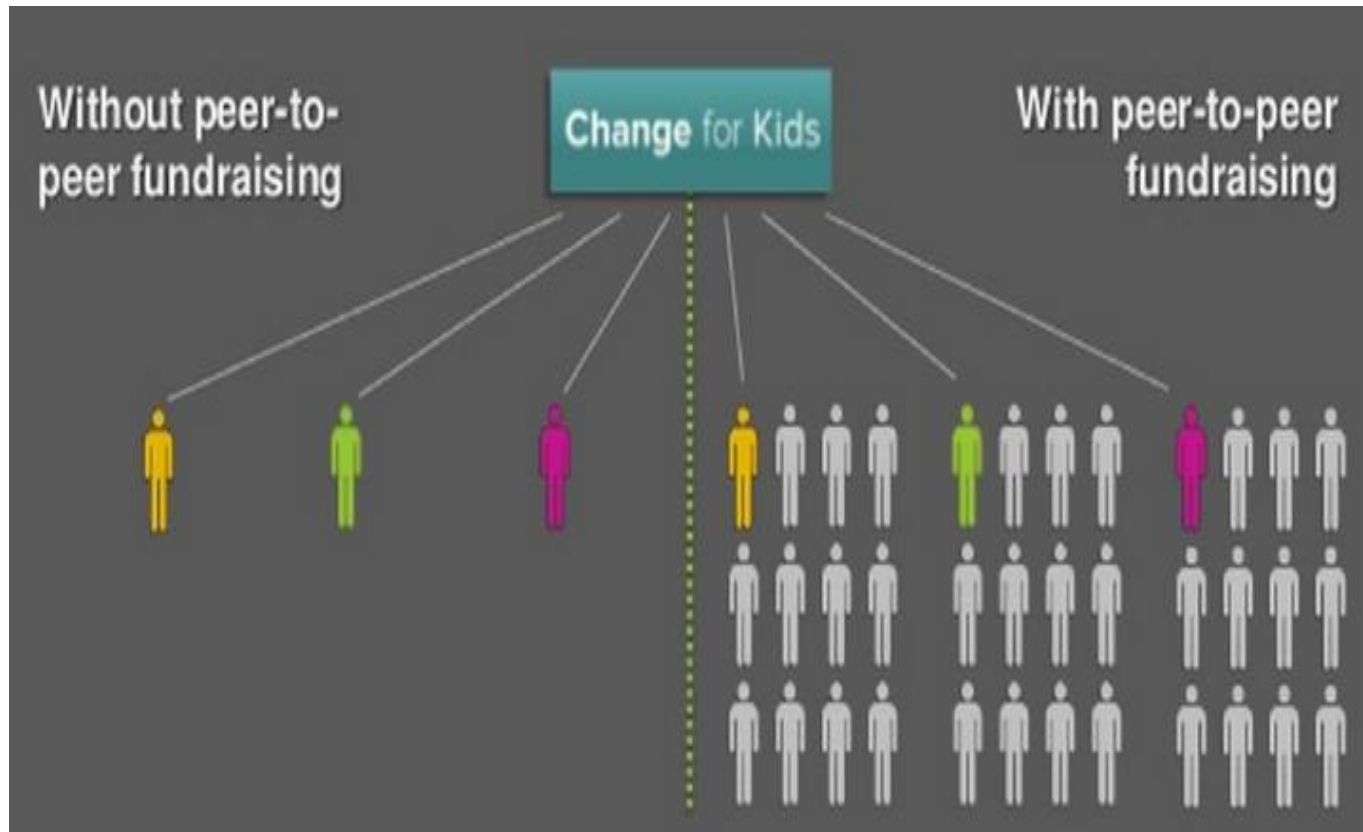 Without peer-to-
peer fundraising
Change for Kids
With peer-to-peer
fundraising